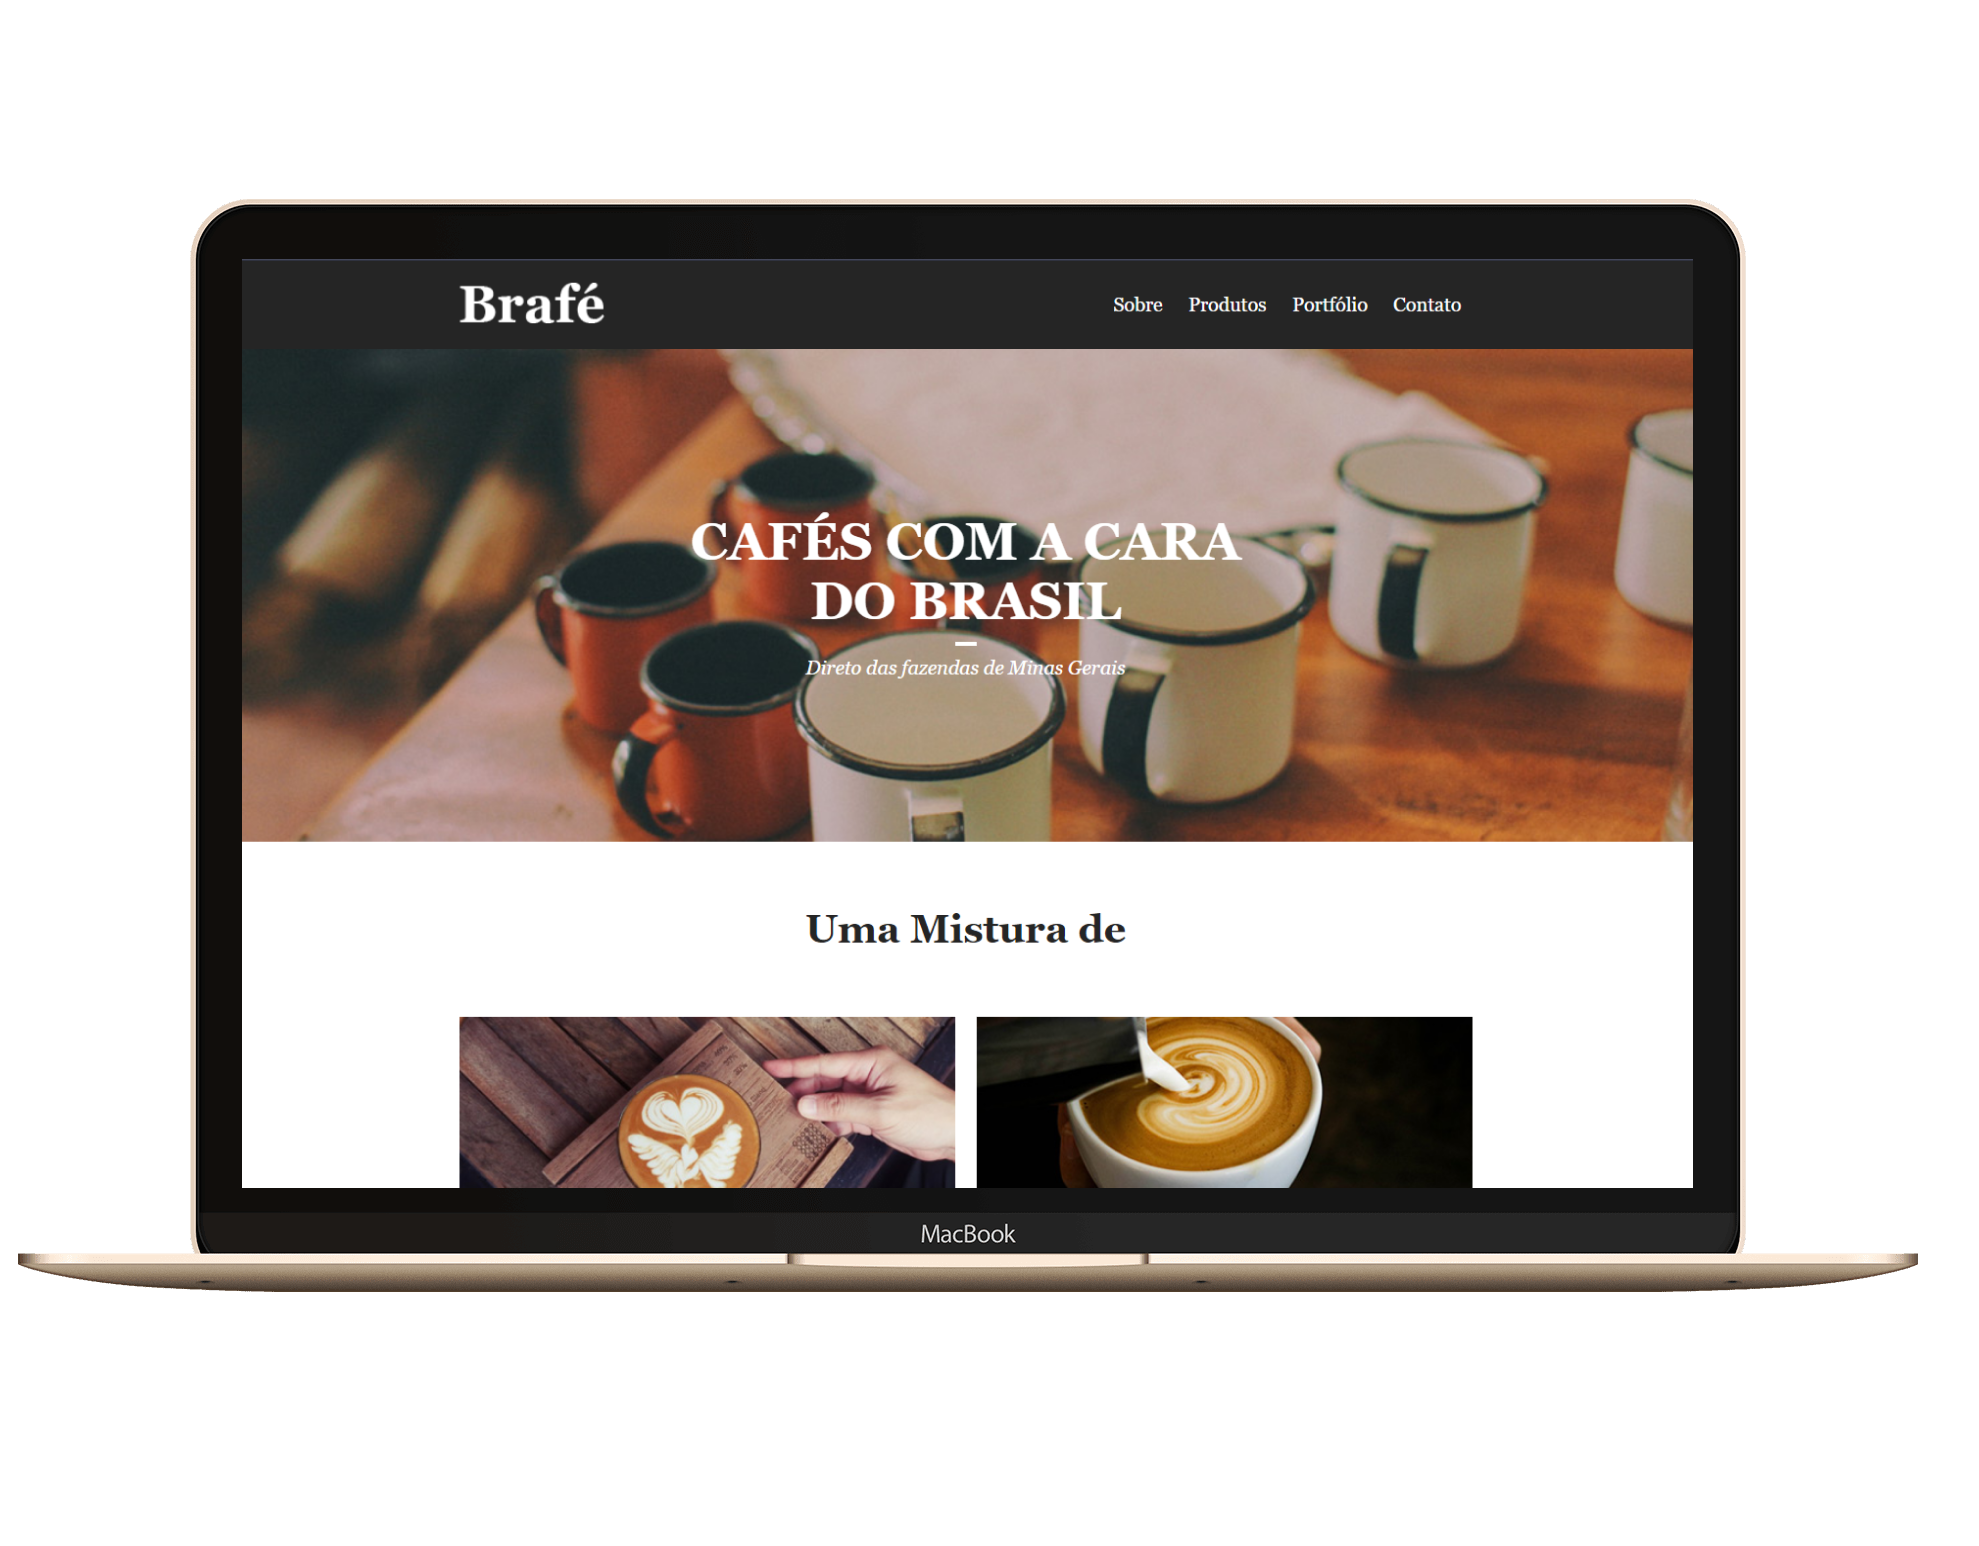 Brafé
Sobre Produtos Portfólio Contato
CAFÉS COM A CARA
DO BRASIL
Direto das fazendas de Minas Gerais
Uma Mistura de
MacBook